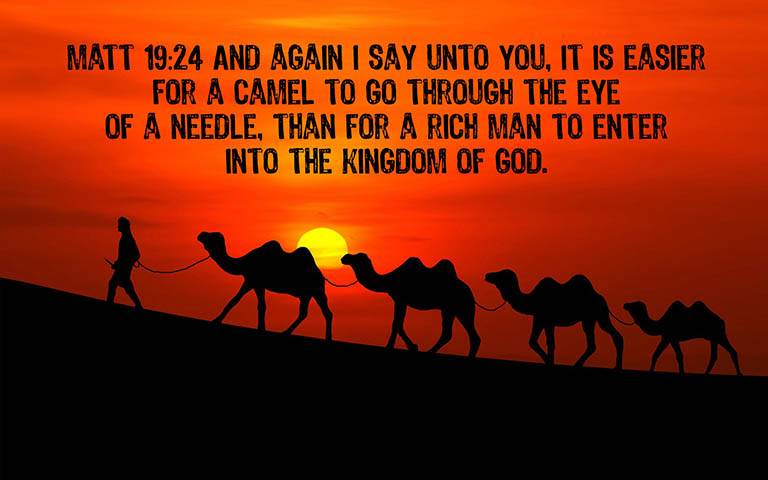 MATT 19:24 AND AGAIN I SAY UNTO YOU, IT IS EASIER
FOR A CAMEL TO GO THROUGH THE EYE
OF A NEEDLE, THAN FOR A RICH MAN TO ENTER
INTO THE KINGDOM OF GOD.